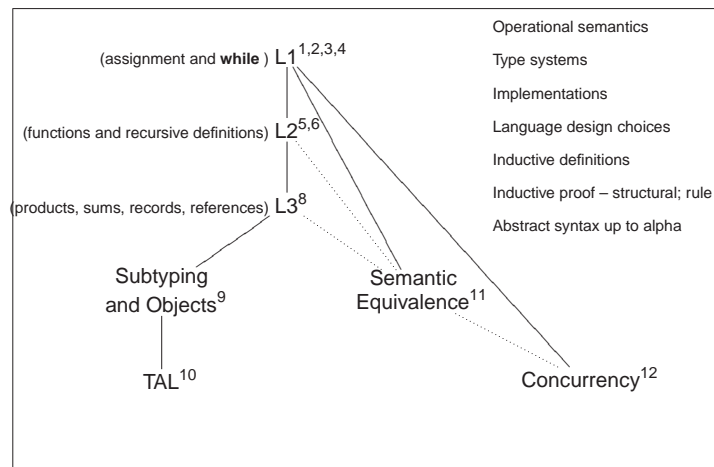 (assignment and while ) L1 1,2,3,4
(functions and recursive definitions) L2 5,6
(products, sums, records, references) L3 8
Subtyping
and Objects 9
Semantic
Equivalence 11
TAL 10
Concurrency 12
Operational semantics
Type systems
Implementations
Language design choices
Inductive definitions
Inductive proof – structural; rule
Abstract syntax up to alpha